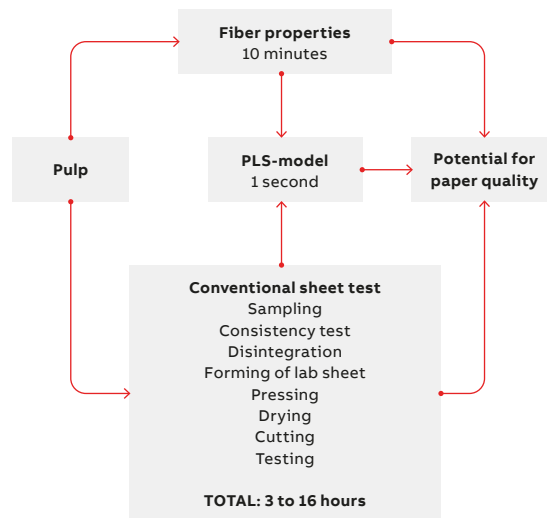 Fiber properties
10 minutes
Pulp
PLS-model
1 second
Potential for
paper quality
Conventional sheet test
Sampling
Consistency test
Disintegration
Forming of lab sheet
Pressing
Drying
Cutting
Testing
TOTAL: 3 to 16 hours